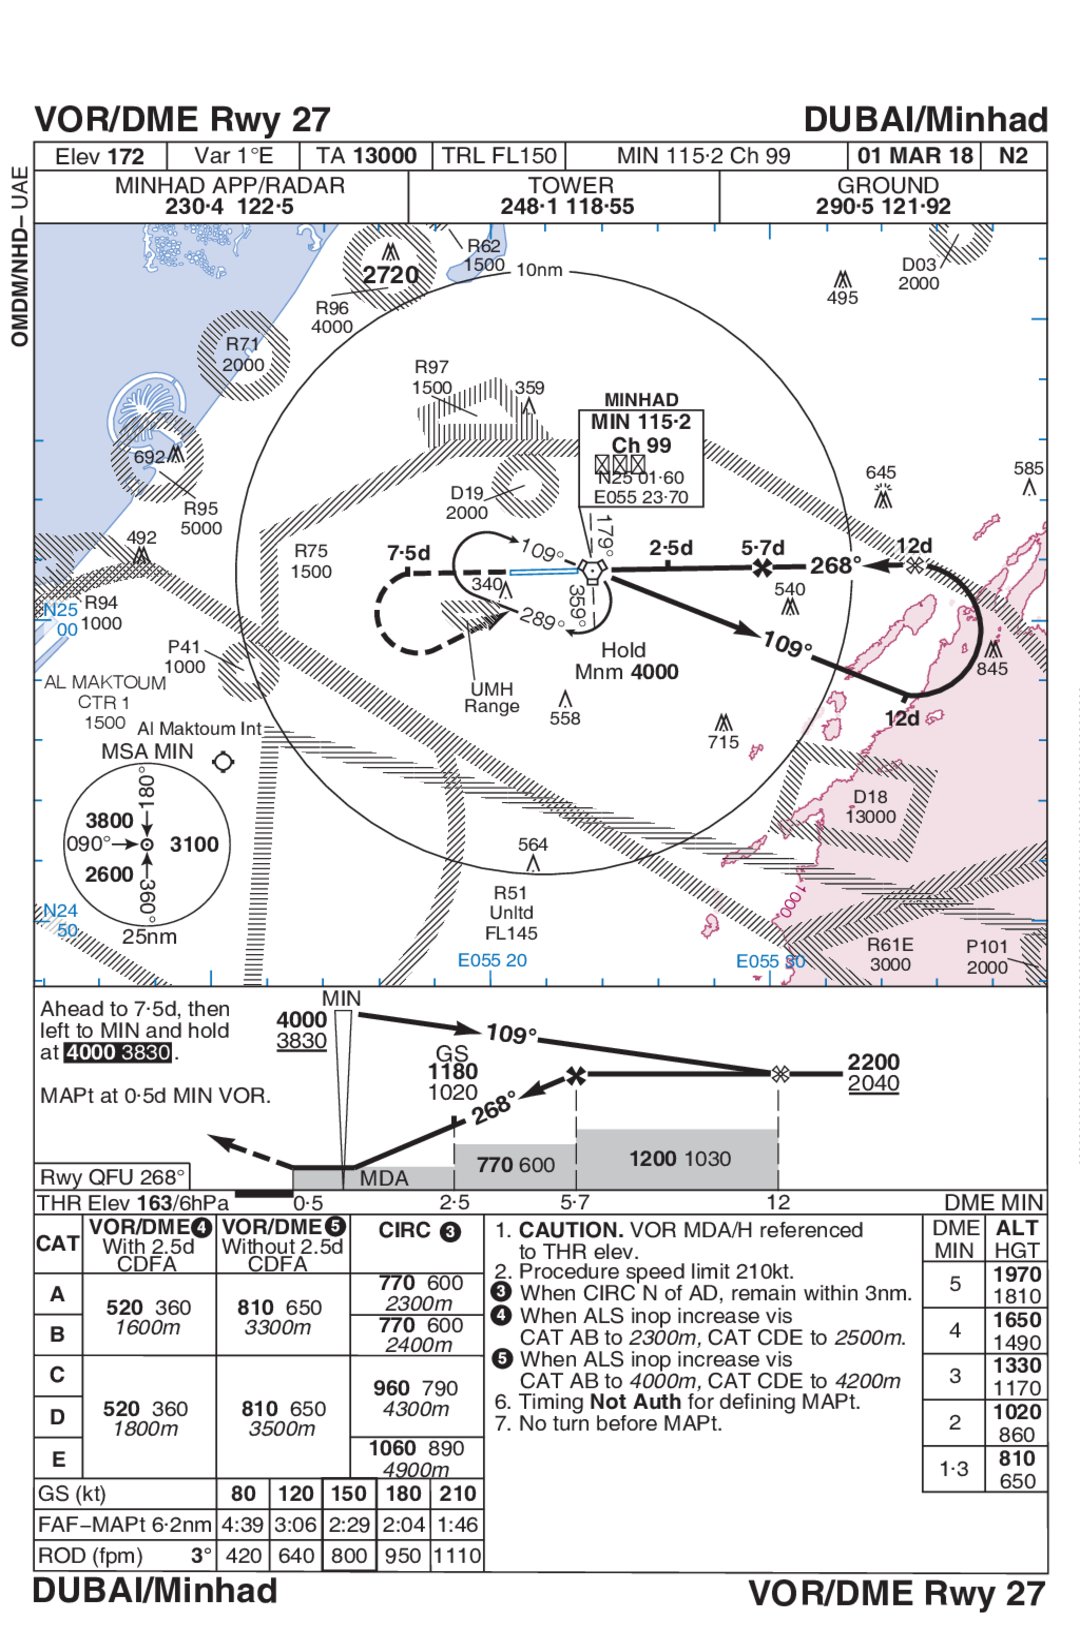 VOR/DME Rwy 27
DUBAI/Minhad
OMDM/NHD– UAE
Elev 172
Var 1°E
TA 13000
TRL FL150
MIN 115·2 Ch 99
01 MAR 18
N2
MINHAD APP/RADAR
230·4 122·5
TOWER
248·1 118·55
GROUND
290·5 121·92
R62
1500
10nm
2720
R96
4000
D03
2000
495
R71
2000
R97
1500
359
MINHAD
MIN 115·2
Ch 99
N25 01·60
E055 23·70
692
R95
5000
D19
2000
645
585
492
R75
1500
7·5d
109°
179°
2·5d
5·7d
268°
12d
340
289°
359°
540
N25
00
R94
1000
P41
1000
Hold
Mnm 4000
109°
845
UMH
Range
558
715
12d
AL MAKTOUM
CTR 1
1500
Al Maktoum Int
MSA MIN
180°
3800
090°
3100
2600
360°
25nm
D18
13000
564
R51
Unltd
FL145
1000
N24
50
E055 20
E055 30
R61E
3000
P101
2000
Ahead to 7·5d, then
left to MIN and hold
at 4000 3830.
MAPt at 0·5d MIN VOR.
MIN
4000
3830
109°
GS
1180
1020
268°
2200
2040
770 600
1200 1030
MDA
Rwy QFU 268°
THR Elev 163/6hPa
0·5
2·5
5·7
12
DME MIN
CAT
VOR/DME 4
With 2.5d
CDFA
VOR/DME 5
Without 2.5d
CDFA
CIRC 3
A
B
520 360
1600m
810 650
3300m
770 600
2300m
770 600
2400m
C
D
E
520 360
1800m
810 650
3500m
960 790
4300m
1060 890
4900m
GS (kt)
80
120
150
180
210
FAF–MAPt 6·2nm
4:39
3:06
2:29
2:04
1:46
ROD (fpm) 3°
420
640
800
950
1110
1. CAUTION. VOR MDA/H referenced
to THR elev.
2. Procedure speed limit 210kt.
3 When CIRC N of AD, remain within 3nm.
4 When ALS inop increase vis
CAT AB to 2300m, CAT CDE to 2500m.
5 When ALS inop increase vis
CAT AB to 4000m, CAT CDE to 4200m
6. Timing Not Auth for defining MAPt.
7. No turn before MAPt.
DME
MIN
ALT
HGT
5
1970
1810
4
1650
1490
3
1330
1170
2
1020
860
1·3
810
650
DUBAI/Minhad
VOR/DME Rwy 27